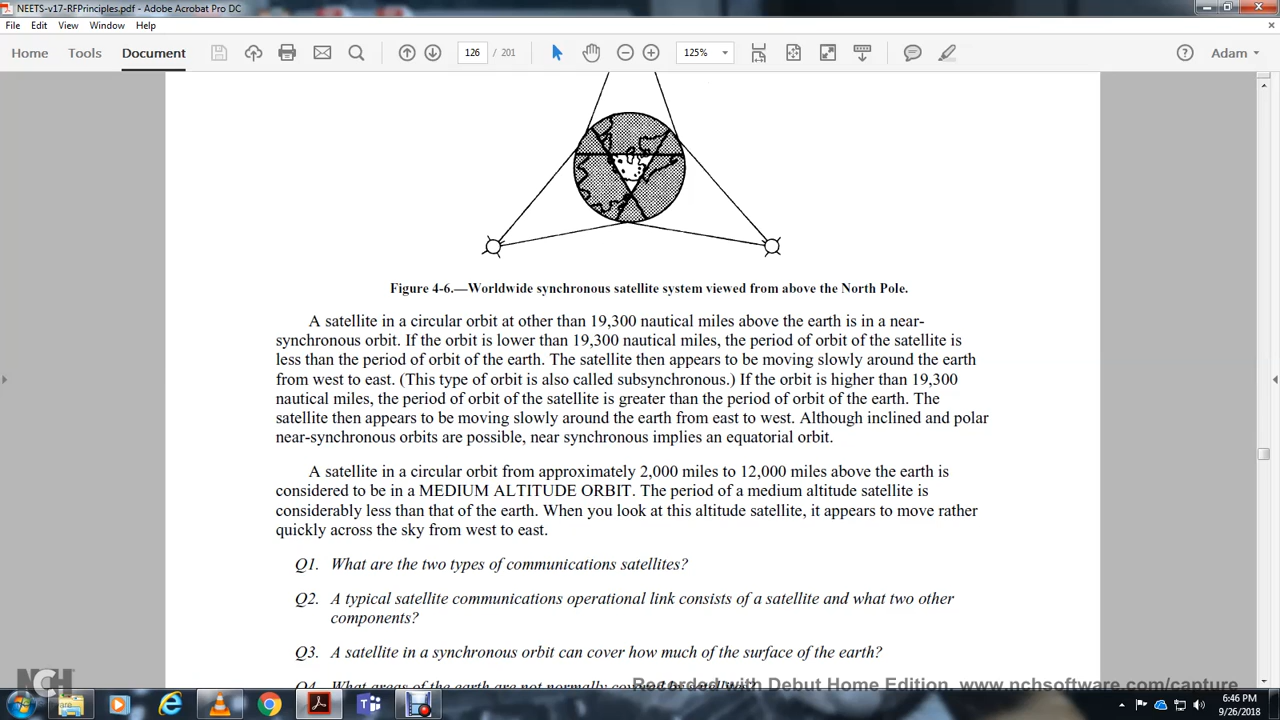 NEETS-v17-RFPrinciples.pdf - Adobe Acrobat Pro DC
File Edit View Window Help
Home Tools Document 126 / 201 125% Adam
Figure 4-6.—Worldwide synchronous satellite system viewed from above the North Pole.
A satellite in a circular orbit at other than 19,300 nautical miles above the earth is in a near-
synchronous orbit. If the orbit is lower than 19,300 nautical miles, the period of orbit of the satellite is
less than the period of orbit of the earth. The satellite then appears to be moving slowly around the earth
from west to east. (This type of orbit is also called subsynchronous.) If the orbit is higher than 19,300
nautical miles, the period of orbit of the satellite is greater than the period of orbit of the earth. The
satellite then appears to be moving slowly around the earth from east to west. Although inclined and polar
near-synchronous orbits are possible, near synchronous implies an equatorial orbit.
A satellite in a circular orbit from approximately 2,000 miles to 12,000 miles above the earth is
considered to be in a MEDIUM ALTITUDE ORBIT. The period of a medium altitude satellite is
considerably less than that of the earth. When you look at this altitude satellite, it appears to move rather
quickly across the sky from west to east.
Q1. What are the two types of communications satellites?
Q2. A typical satellite communications operational link consists of a satellite and what two other
components?
Q3. A satellite in a synchronous orbit can cover how much of the surface of the earth?
Q4. What areas of the earth are not normally
NCH
Recorded with Debut Home Edition. www.nchsoftware.com/capture
6:46 PM
9/26/2018